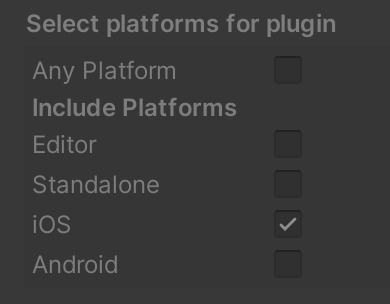 Select platforms for plugin
Any Platform
Include Platforms
Editor
Standalone
iOS
Android